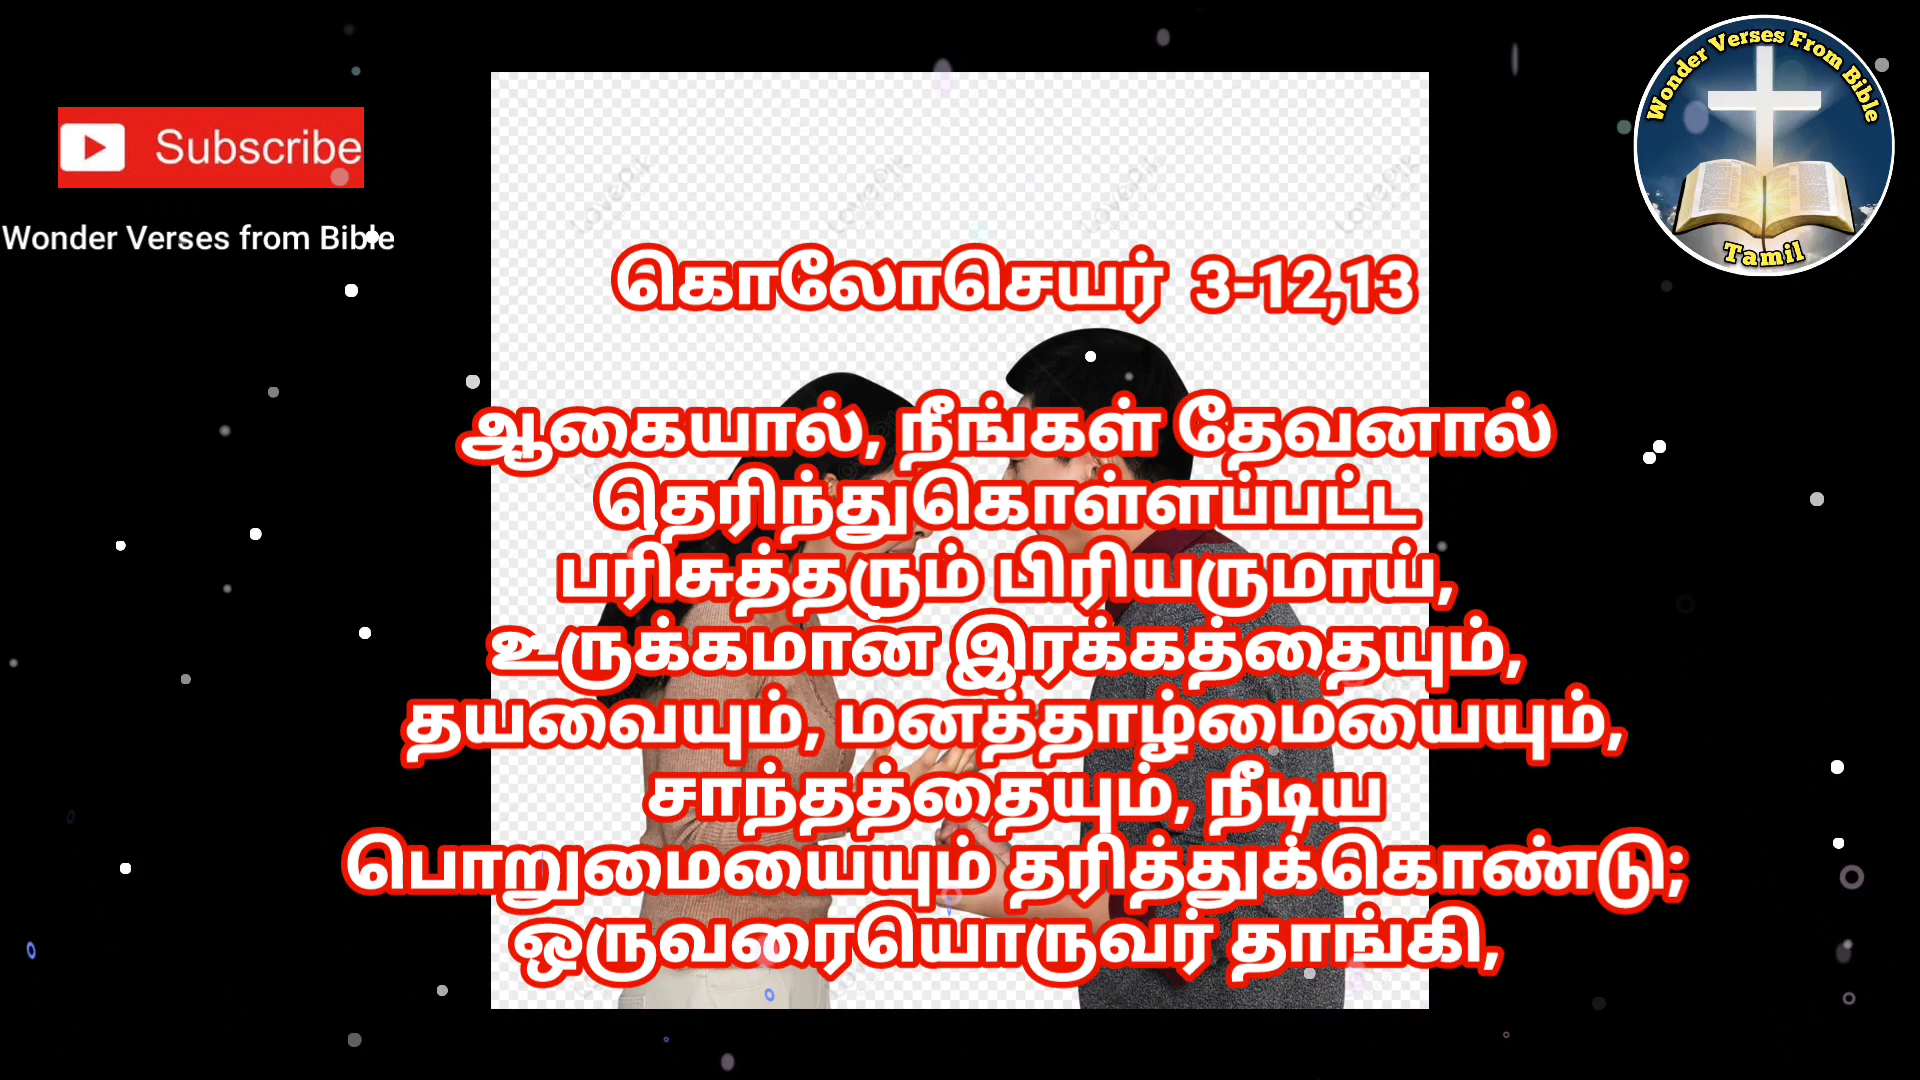 Subscribe
Wonder Verses from Bible
Wonder Verses From Bible
Tamil
கொலோசெயர் 3-12,13
ஆகையால், நீங்கள் தேவனால்
தெரிந்துகொள்ளப்பட்ட
பரிசுத்தரும் பிரியருமாய்,
உருக்கமான இரக்கத்தையும்,
தயவையும், மனத்தாழ்மையையும்,
சாந்தத்தையும், நீடிய
பொறுமையையும் தரித்துக்கொண்டு;
ஒருவரையொருவர் தாங்கி,